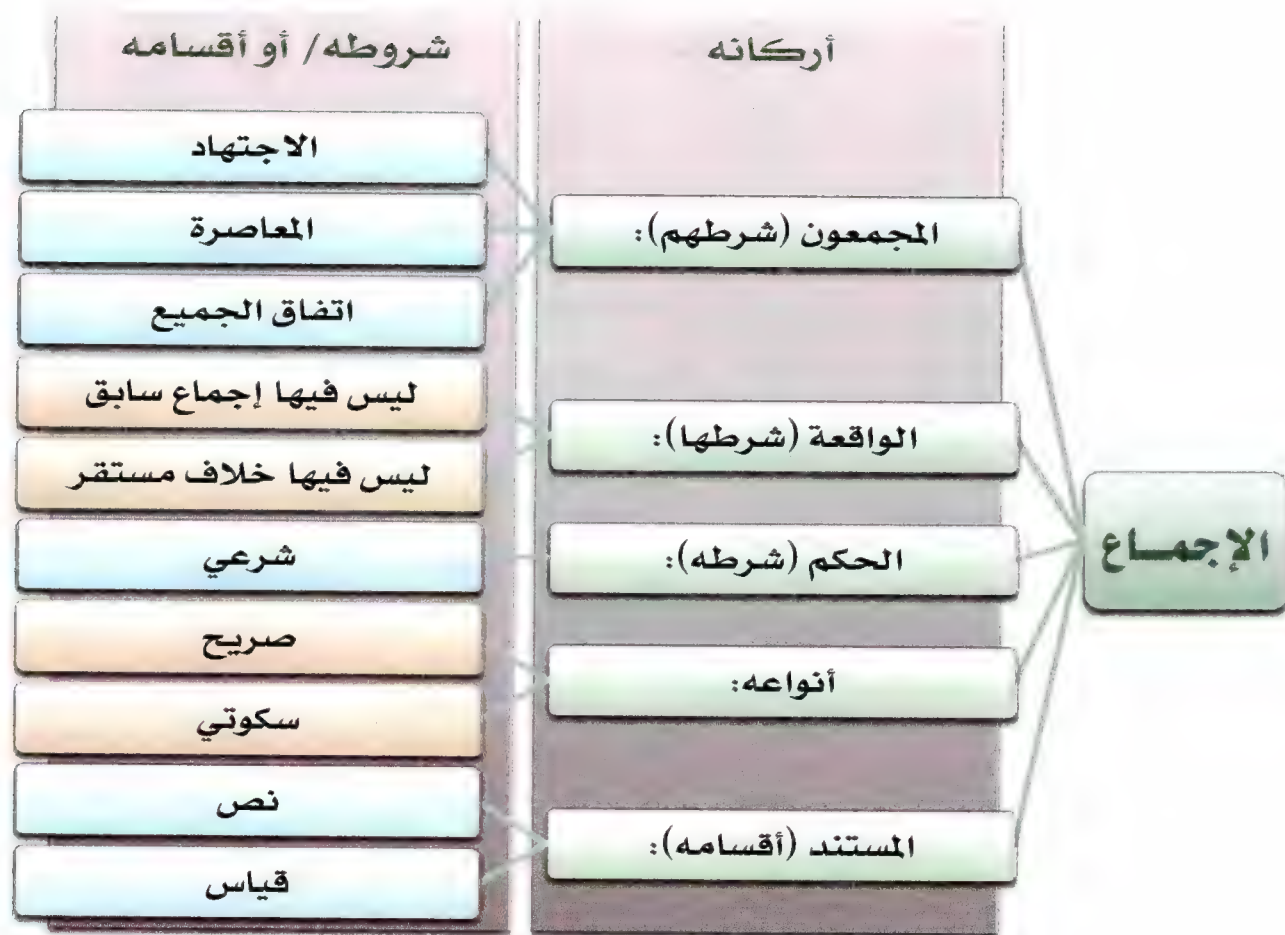 الإجمــاع
أركانه
المجمعون (شرطهم):
الواقعة (شرطها):
الحكم (شرطه):
أنواعه:
المستند (أقسامه):
شروطه/ أو أقسامه
الاجتهاد
المعاصرة
اتفاق الجميع
ليس فيها إجماع سابق
ليس فيها خلاف مستقر
شرعي
صريح
سكوتي
نص
قياس